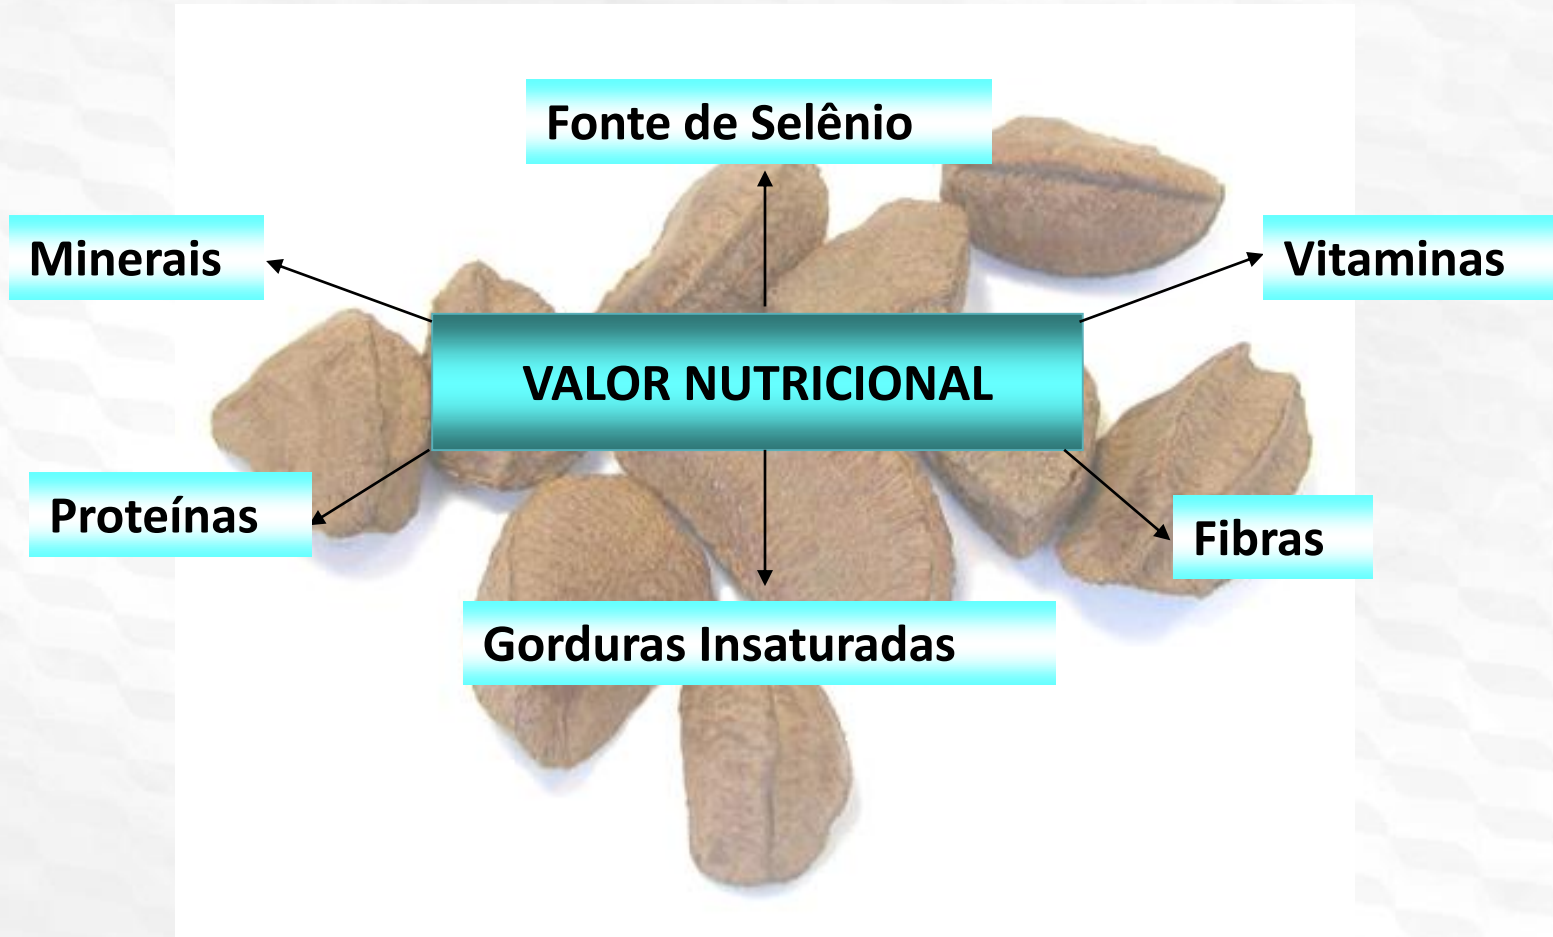 Fonte de Selênio
Minerais
Vitaminas
VALOR NUTRICIONAL
Proteínas
Fibras
Gorduras Insaturadas